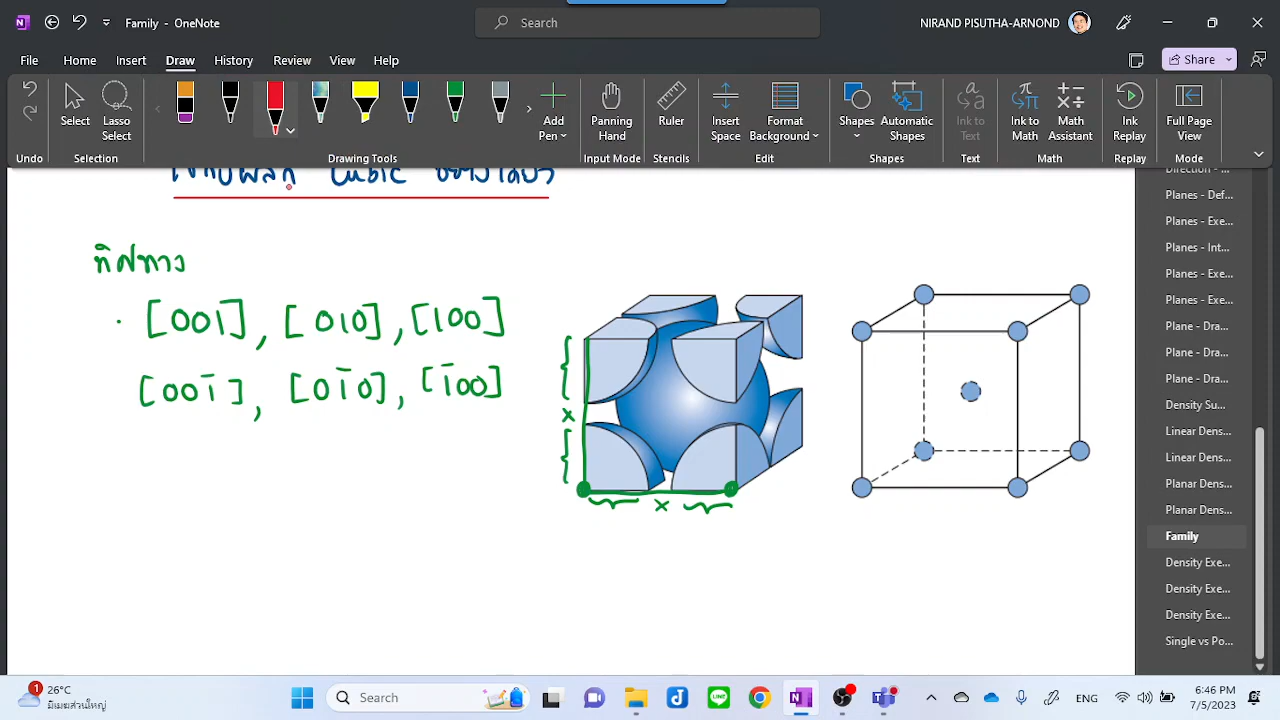 Family - OneNote
Search
NIRAND PISUTHA-ARNOND
File Home Insert Draw History Review View Help
Share
Select
Lasso Select
Add Pen
Panning Hand
Ruler
Insert Space
Format Background
Shapes
Automatic Shapes
Ink to Text
Ink to Math
Math Assistant
Ink Replay
Full Page View
Undo Selection Drawing Tools Input Mode Stencils Edit Shapes Text Math Replay Mode
Cubic
ทิศทาง
· [001], [010], [100]
[001̄], [01̄0], [1̄00]
x
x
Direction - ...
Planes - Def...
Planes - Exe...
Planes - Int...
Planes - Exe...
Planes - Exe...
Plane - Dra...
Plane - Dra...
Plane - Dra...
Density Su...
Linear Dens...
Linear Dens...
Planar Dens...
Planar Dens...
Family
Density Exe...
Density Exe...
Density Exe...
Single vs Po...
1
26°C
มีเมฆเป็นส่วนใหญ่
Search
ENG
6:46 PM
7/5/2023